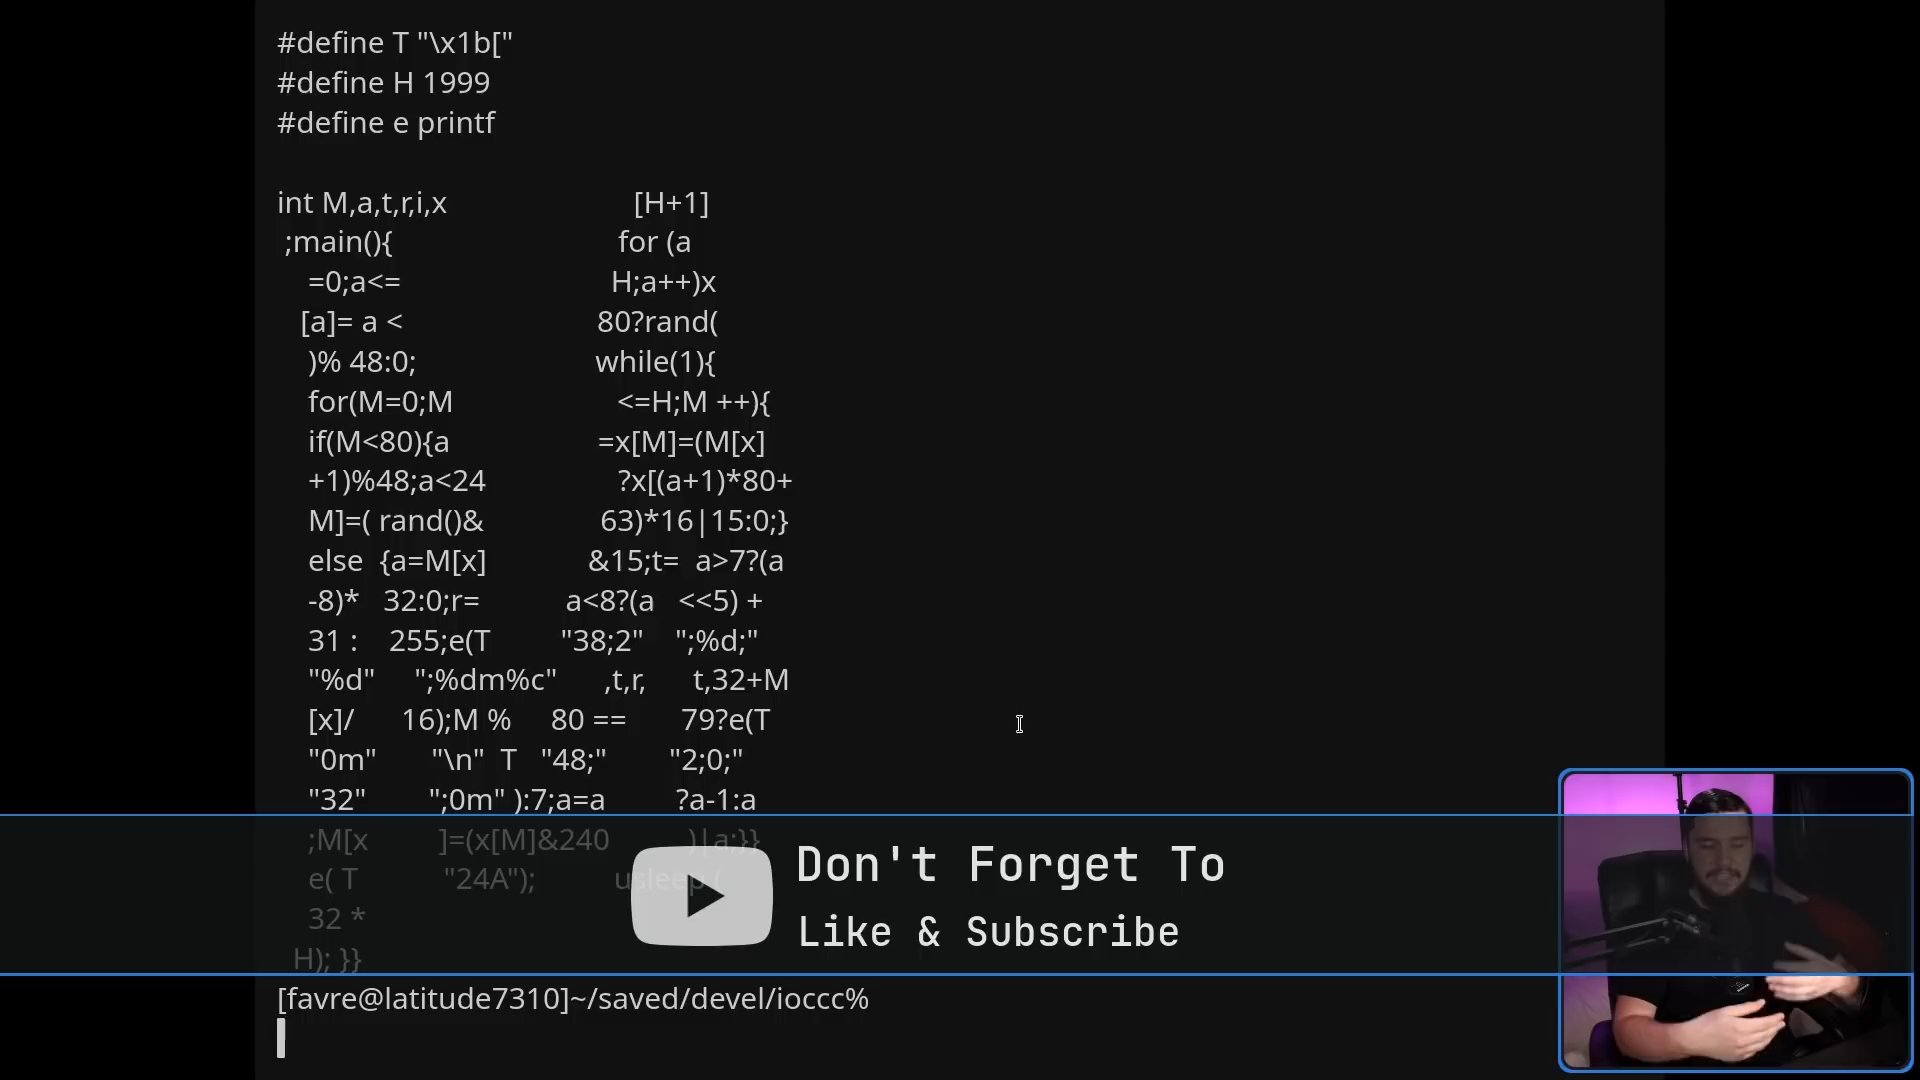 #define T "\x1b["
#define H 1999
#define e printf
int M,a,t,r,i,x [H+1]
;main(){ for (a
=0;a<= H;a++)x
[a]= a < 80?rand(
)% 48:0; while(1){
for(M=0;M <=H;M ++){
if(M<80){a =x[M]=(M[x]
+1)%48;a<24 ?x[(a+1)*80+
M]=( rand()& 63)*16|15:0;}
else {a=M[x] &15;t= a>7?(a
-8)* 32:0;r= a<8?(a <<5) +
31 : 255;e(T "38;2" ";%d;"
"%d" ";%dm%c" ,t,r, t,32+M
[x]/ 16);M % 80 == 79?e(T
"0m" "\n" T "48;" "2;0;"
"32" ";0m" ):7;a=a ?a-1:a
;M[x ]=(x[M]&240 )|a;}}
e( T "24A"); usleep (
32 *
H); }}
Don't Forget To
Like & Subscribe
[favre@latitude7310]~/saved/devel/ioccc%